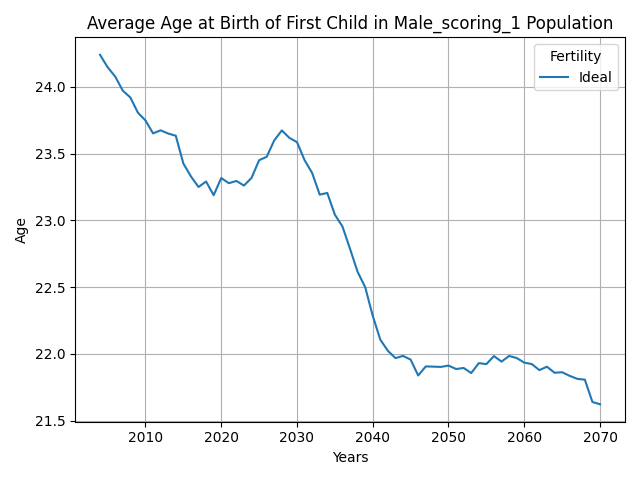 Average Age at Birth of First Child in Male_scoring_1 Population
Fertility
Ideal
24.0
23.5
23.0
22.5
22.0
21.5
Age
2010
2020
2030
2040
2050
2060
2070
Years